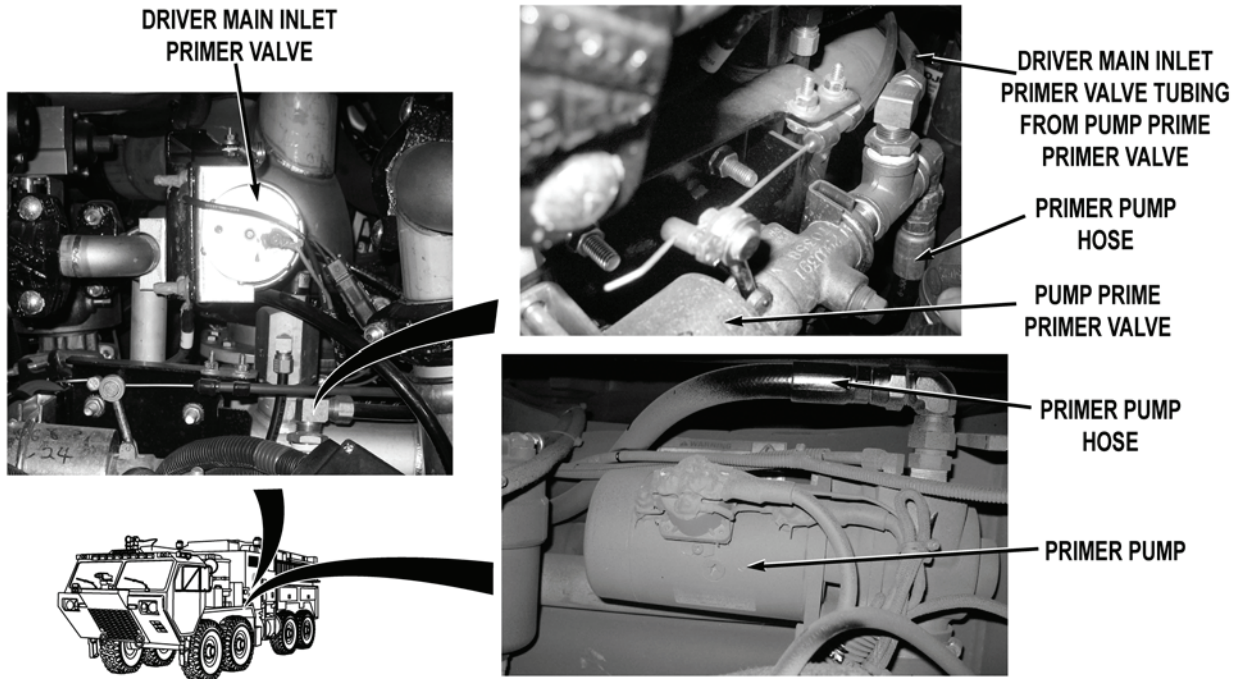 DRIVER MAIN INLET
PRIMER VALVE
DRIVER MAIN INLET
PRIMER VALVE TUBING
FROM PUMP PRIME
PRIMER VALVE
PRIMER PUMP
HOSE
PUMP PRIME
PRIMER VALVE
PRIMER PUMP
HOSE
PRIMER PUMP